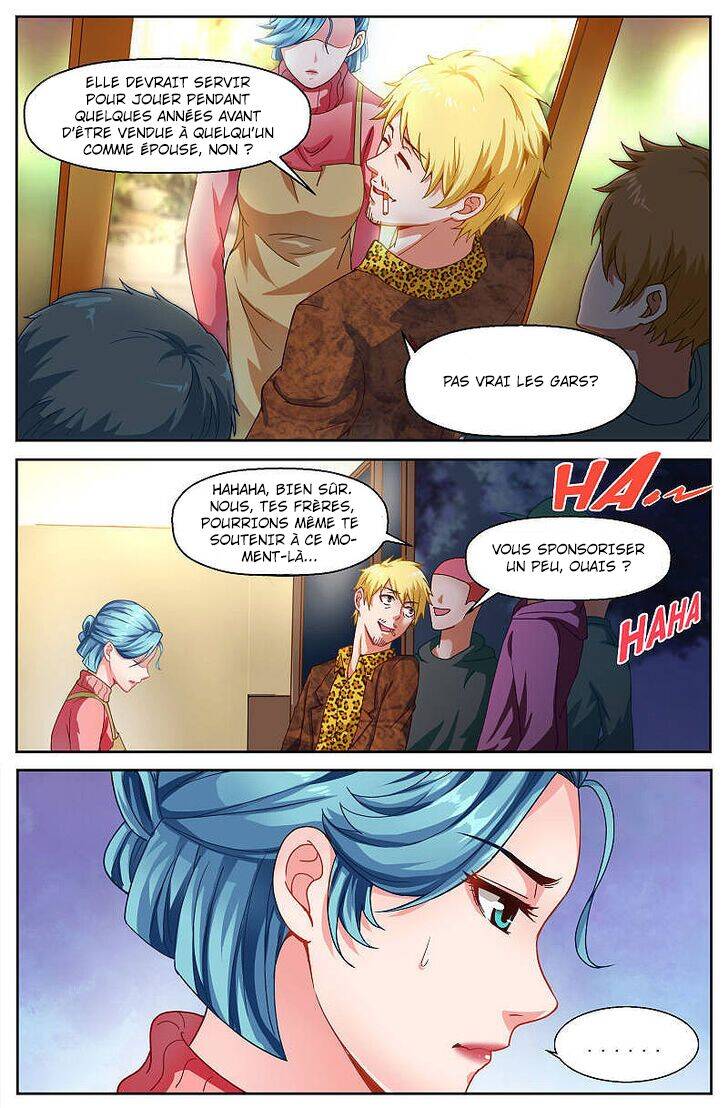 ELLE DEVRAIT SERVIR
POUR JOUER PENDANT
QUELQUES ANNÉES AVANT
D'ÊTRE VENDUE À QUELQU'UN
COMME ÉPOUSE, NON ?
PAS VRAI LES GARS?
HAHAHA, BIEN SÛR.
NOUS, TES FRÈRES,
POURRIONS MÊME TE
SOUTENIR À CE MO-
MENT-LÀ...
HA..~
VOUS SPONSORISER
UN PEU, OUAIS ?
HAHA
......